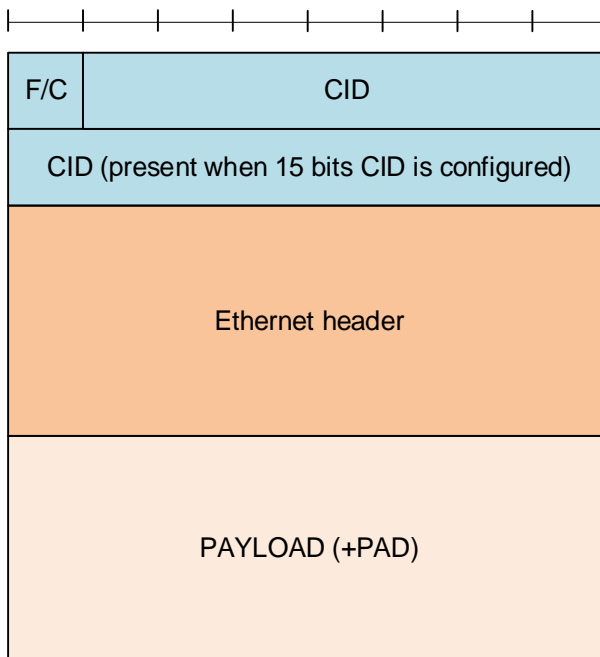 F/C CID
CID (present when 15 bits CID is configured)
Ethernet header
PAYLOAD (+PAD)